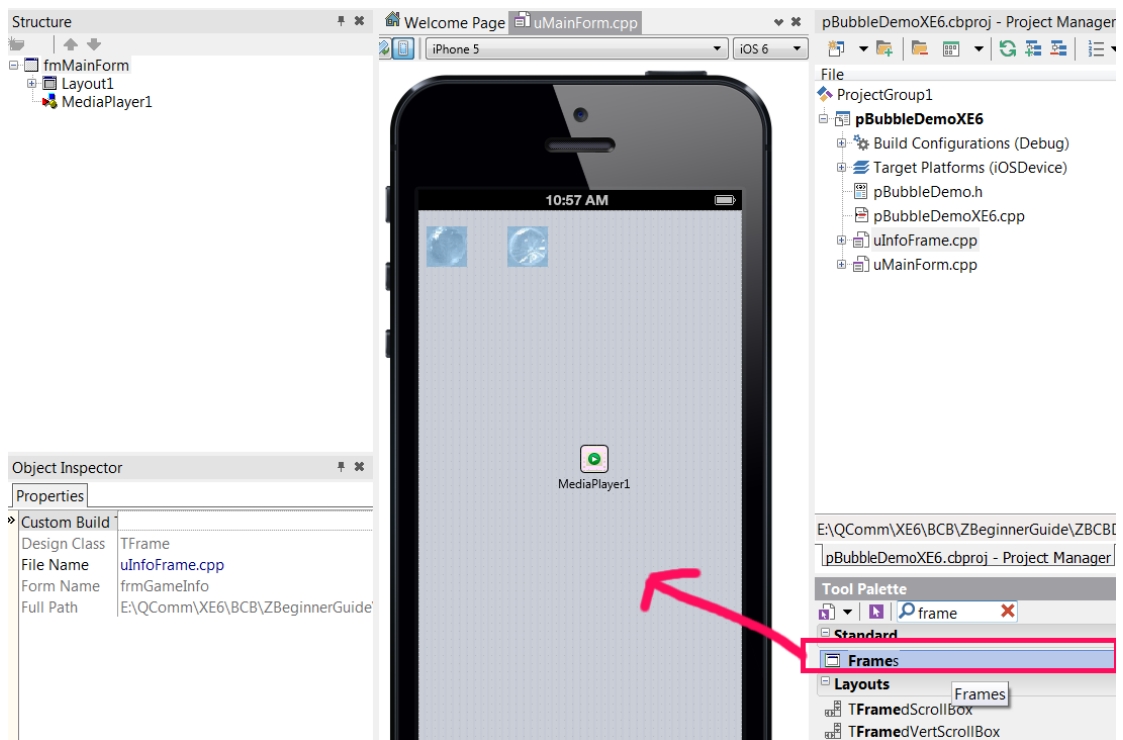 Structure
fmMainForm
Layout1
MediaPlayer1
Welcome Page
uMainForm.cpp
iPhone 5
iOS 6
10:57 AM
MediaPlayer1
pBubbleDemoXE6.cbproj - Project Manager
File
ProjectGroup1
pBubbleDemoXE6
Build Configurations (Debug)
Target Platforms (iOSDevice)
pBubbleDemo.h
pBubbleDemoXE6.cpp
uInfoFrame.cpp
uMainForm.cpp
Object Inspector
Properties
Custom Build
Design Class TFrame
File Name uInfoFrame.cpp
Form Name frmGameInfo
Full Path E:\QComm\XE6\BCB\ZBeginnerGuide
E:\QComm\XE6\BCB\ZBeginnerGuide\ZBCBD
pBubbleDemoXE6.cbproj - Project Manager
Tool Palette
frame
Standard
Frames
Layouts
Frames
TFramedScrollBox
TFramedVertScrollBox